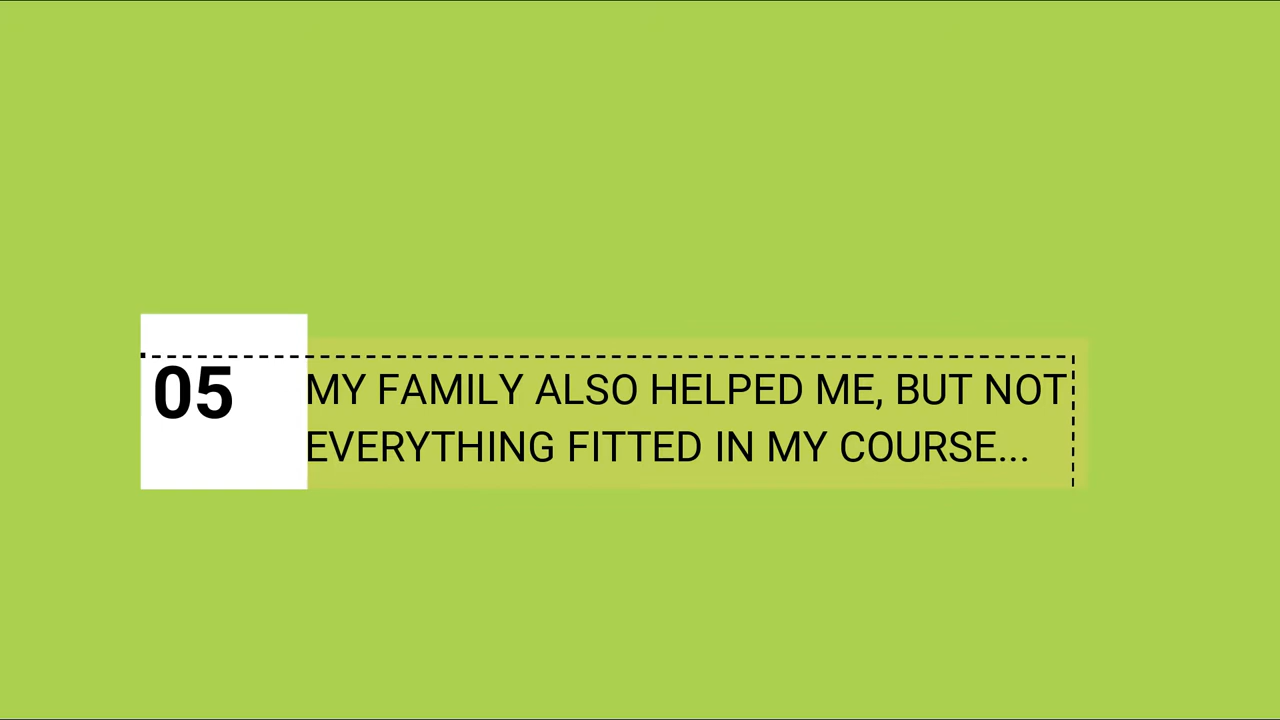 05
MY FAMILY ALSO HELPED ME, BUT NOT
EVERYTHING FITTED IN MY COURSE...